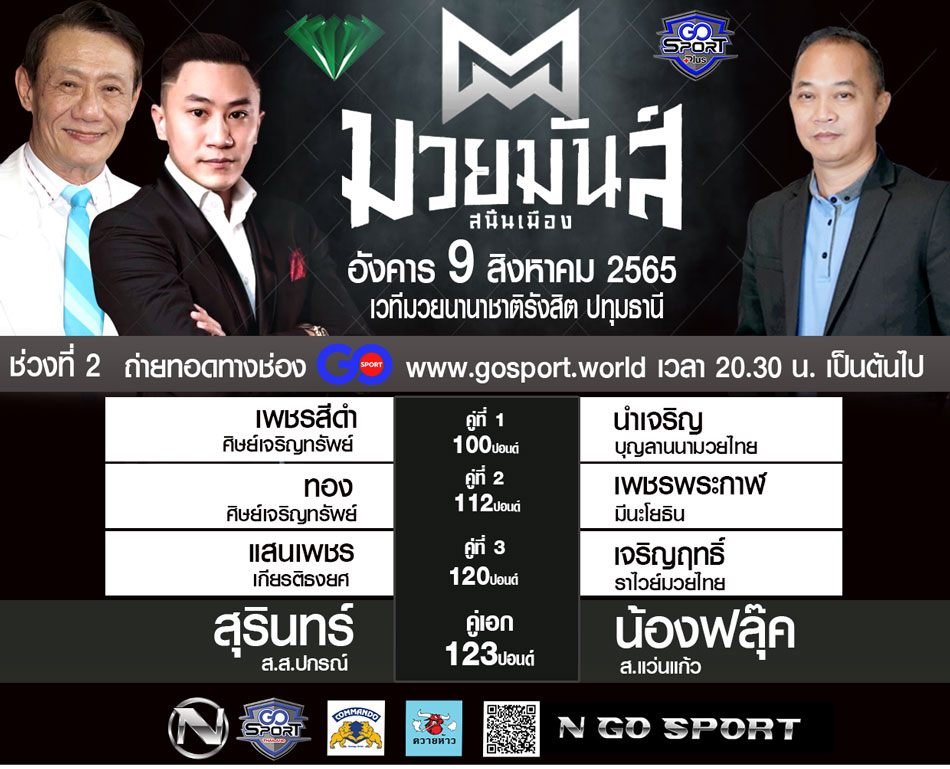 GO
SPORT
Plus
มวยมันส์
สนั่นเมือง
อังคาร 9 สิงหาคม 2565
เวทีมวยนานาชาติรังสิต ปทุมธานี
ช่วงที่ 2 ถ่ายทอดทางช่อง GO SPORT www.gosport.world เวลา 20.30 น. เป็นต้นไป
เพชรสีดำ คู่ที่ 1 นำเจริญ
ศิษย์เจริญทรัพย์ 100ปอนด์ บุญลานนามวยไทย
ทอง คู่ที่ 2 เพชรพระกาฬ
ศิษย์เจริญทรัพย์ 112ปอนด์ มีนะโยธิน
แสนเพชร คู่ที่ 3 เจริญฤทธิ์
เกียรติธงยศ 120ปอนด์ ราไวย์มวยไทย
สุรินทร์ คู่เอก น้องฟลุ๊ค
ส.ส.ปกรณ์ 123ปอนด์ ส.แว่นแก้ว
N GO SPORT COMMANDO ควายหาว N GO SPORT